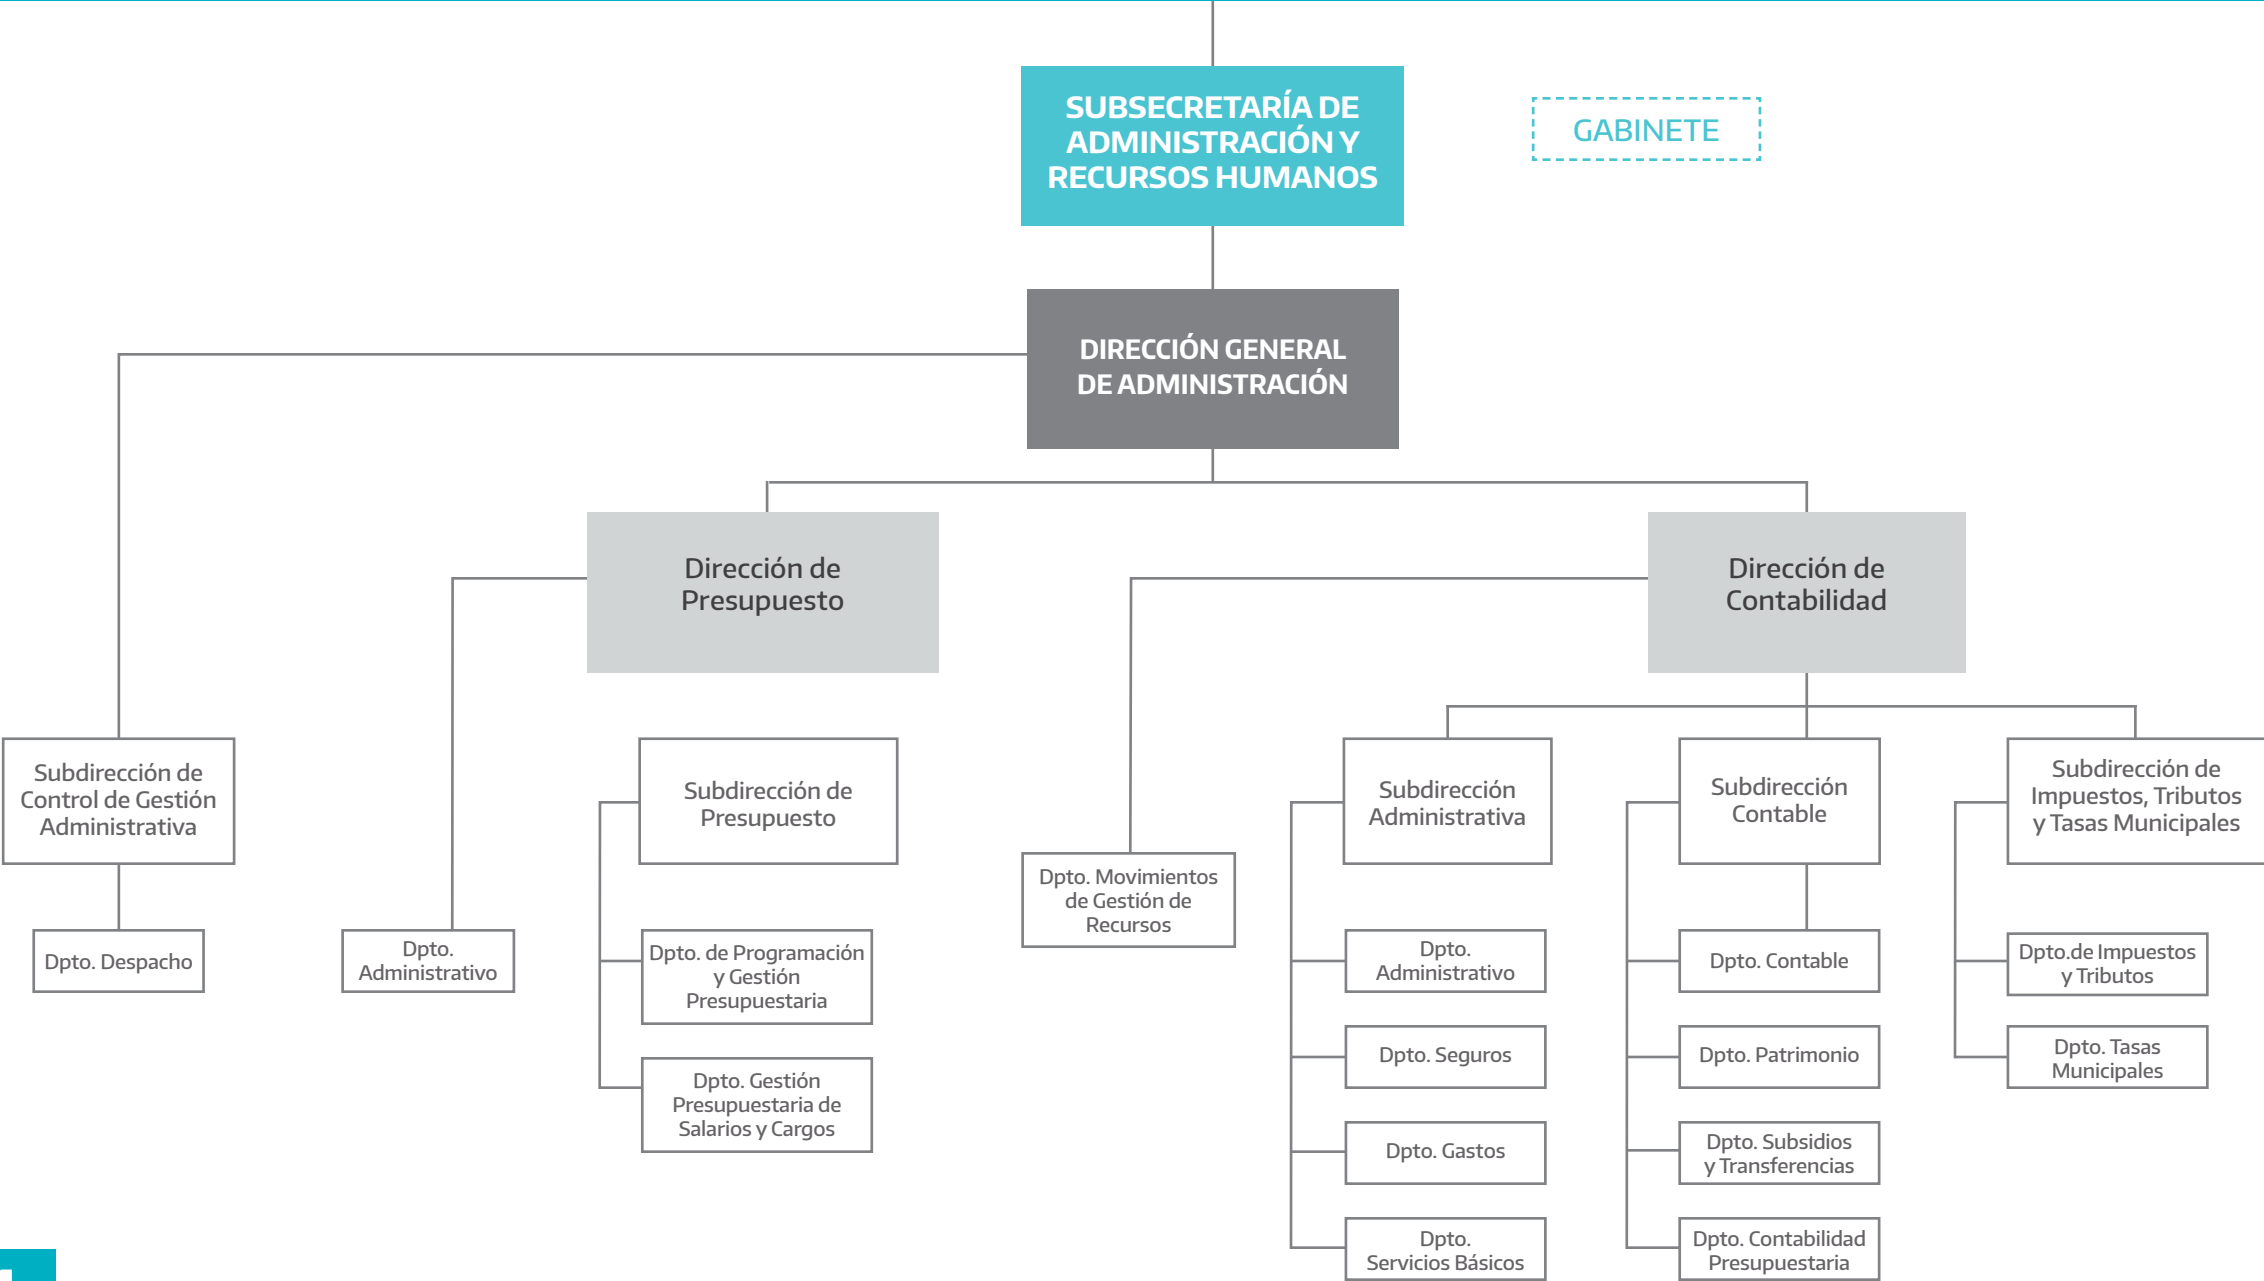 SUBSECRETARÍA DE
ADMINISTRACIÓN Y
RECURSOS HUMANOS
GABINETE
DIRECCIÓN GENERAL
DE ADMINISTRACIÓN
Dirección de
Presupuesto
Dirección de
Contabilidad
Subdirección de
Control de Gestión
Administrativa
Subdirección de
Presupuesto
Subdirección
Administrativa
Subdirección
Contable
Subdirección de
Impuestos, Tributos
y Tasas Municipales
Dpto. Movimientos
de Gestión de
Recursos
Dpto. Despacho
Dpto.
Administrativo
Dpto. de Programación
y Gestión
Presupuestaria
Dpto. Gestión
Presupuestaria de
Salarios y Cargos
Dpto.
Administrativo
Dpto. Seguros
Dpto. Gastos
Dpto.
Servicios Básicos
Dpto. Contable
Dpto. Patrimonio
Dpto. Subsidios
y Transferencias
Dpto. Contabilidad
Presupuestaria
Dpto.de Impuestos
y Tributos
Dpto. Tasas
Municipales